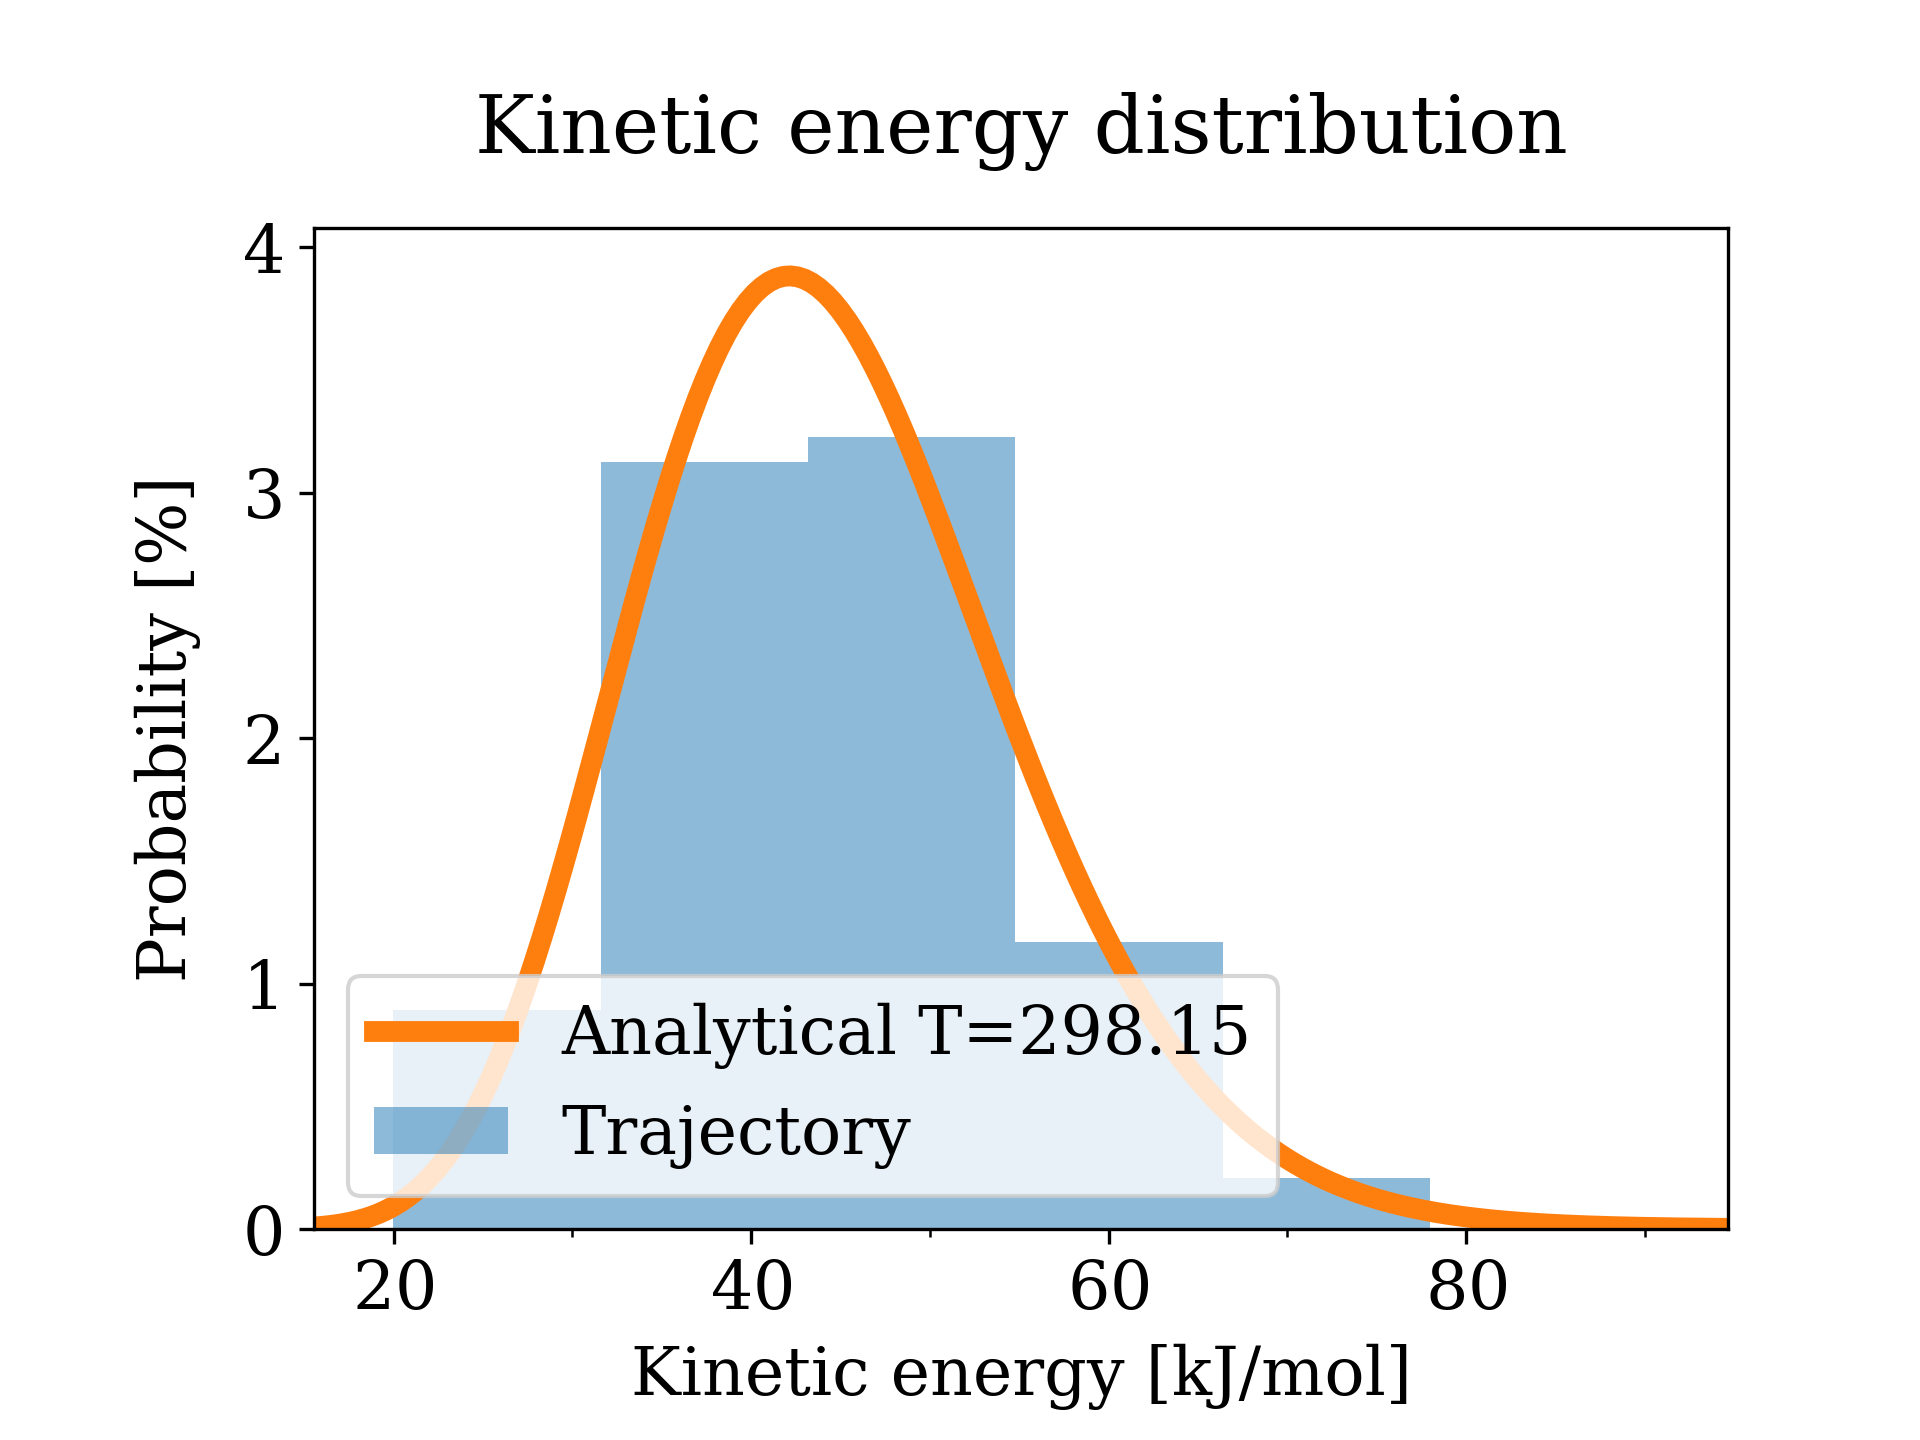 Kinetic energy distribution
4
3
2
1
0
Probability [%]
Analytical T=298.15
Trajectory
20 40 60 80
Kinetic energy [kJ/mol]